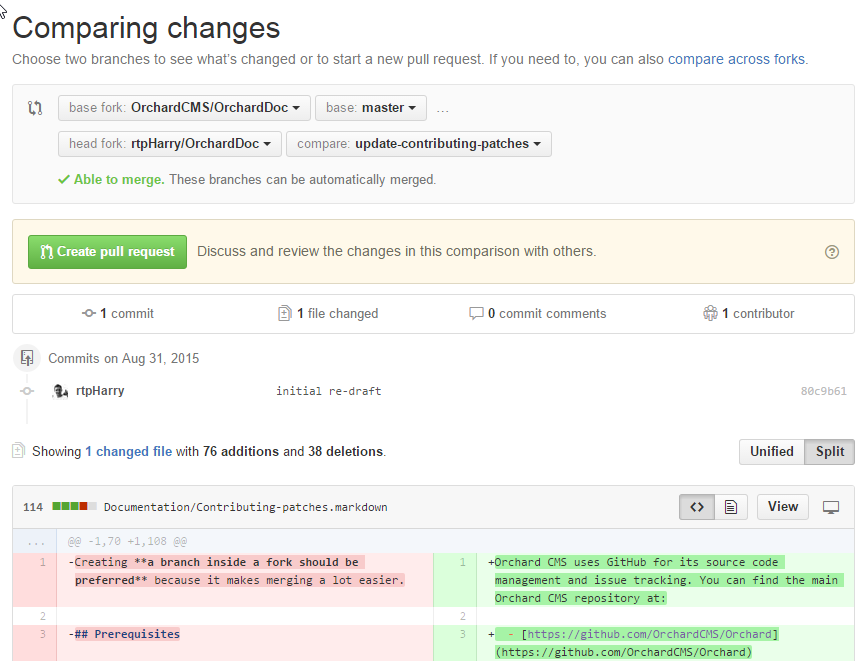 Comparing changes
Choose two branches to see what's changed or to start a new pull request. If you need to, you can also compare across forks.
base fork: OrchardCMS/OrchardDoc base: master ...
head fork: rtpHarry/OrchardDoc compare: update-contributing-patches
Able to merge. These branches can be automatically merged.
Create pull request Discuss and review the changes in this comparison with others. ?
1 commit 1 file changed 0 commit comments 1 contributor
Commits on Aug 31, 2015
rtpHarry initial re-draft 80c9b61
Showing 1 changed file with 76 additions and 38 deletions. Unified Split
114 Documentation/Contributing-patches.markdown <> View
... @@ -1,70 +1,108 @@
1 -Creating **a branch inside a fork should be
preferred** because it makes merging a lot easier.
1 +Orchard CMS uses GitHub for its source code
management and issue tracking. You can find the main
Orchard CMS repository at:
2 2
3 -## Prerequisites
3 + - [https://github.com/OrchardCMS/Orchard]
(https://github.com/OrchardCMS/Orchard)